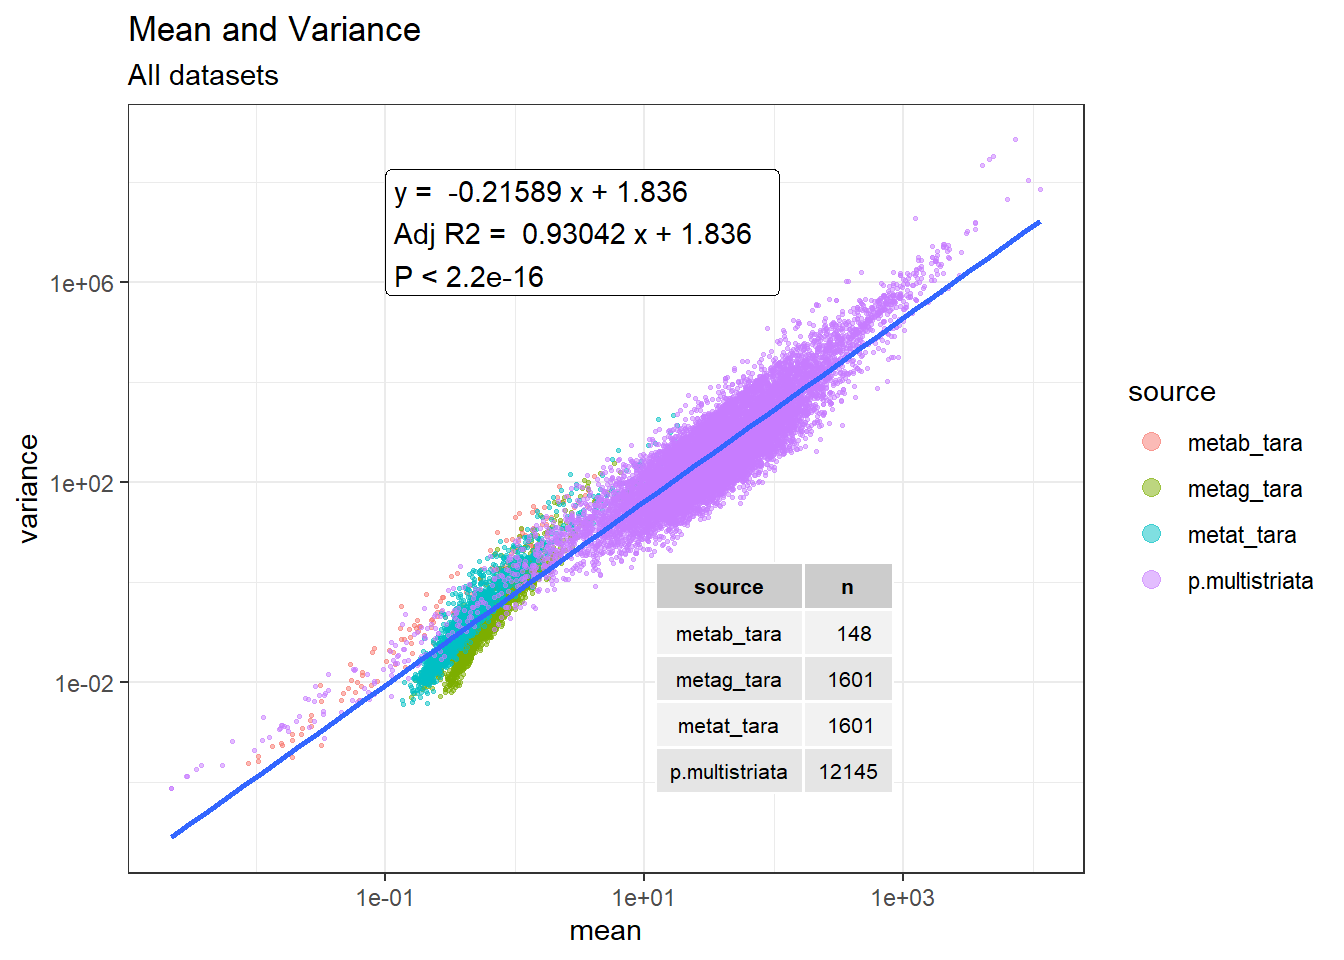 Mean and Variance
All datasets
y =  -0.21589 x + 1.836
Adj R2 =  0.93042 x + 1.836
P < 2.2e-16
1e+06
1e+02
1e-02
variance
source n
metab_tara 148
metag_tara 1601
metat_tara 1601
p.multistriata 12145
1e-01 1e+01 1e+03
mean
source
metab_tara
metag_tara
metat_tara
p.multistriata